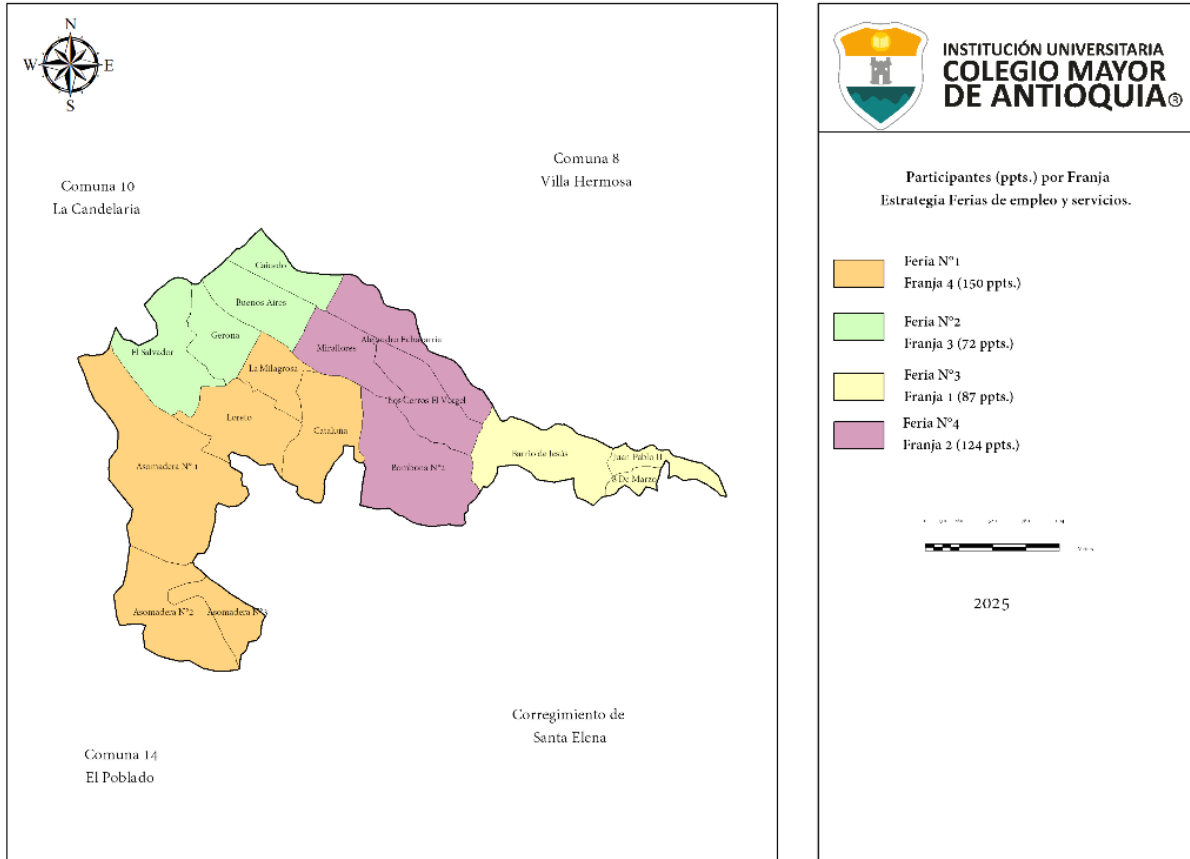 N
W E
S
Comuna 8
Villa Hermosa
Comuna 10
La Candelaria
Caicedo
Buenos Aires
Gerona
El Salvador
Miraflores
Alejandro Echavarria
La Milagrosa
Los Cerros El Vergel
Loreto
Cataluña
Bombona N°2
Barrio de Jesús
Juan Pablo II
8 De Marzo
Asomadera N° 1
Asomadera N°2
Asomadera N°3
Corregimiento de
Santa Elena
Comuna 14
El Poblado
INSTITUCIÓN UNIVERSITARIA
COLEGIO MAYOR
DE ANTIOQUIA®
Participantes (ppts.) por Franja
Estrategia Ferias de empleo y servicios.
Feria N°1
Franja 4 (150 ppts.)
Feria N°2
Franja 3 (72 ppts.)
Feria N°3
Franja 1 (87 ppts.)
Feria N°4
Franja 2 (124 ppts.)
2025